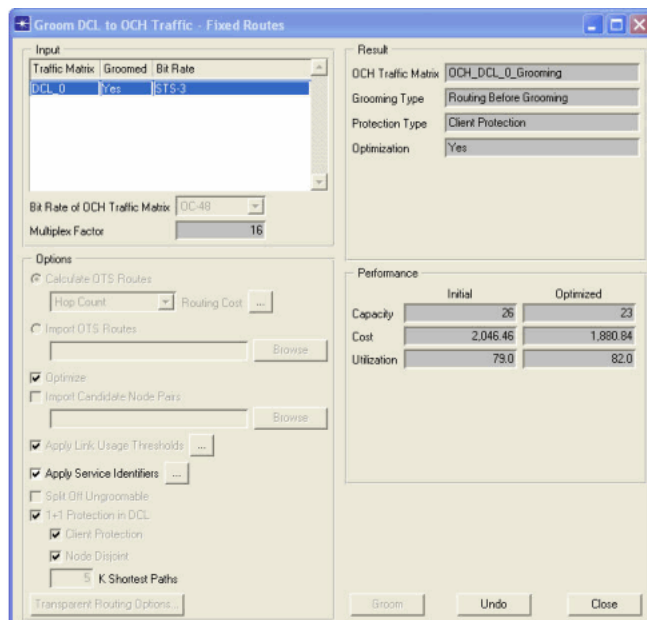 Groom DCL to OCH Traffic - Fixed Routes
Input
Traffic Matrix Groomed Bit Rate
DCL_0 Yes STS-3
Bit Rate of OCH Traffic Matrix OC-48
Multiplex Factor 16
Options
Calculate OTS Routes
Hop Count Routing Cost ...
Import OTS Routes
Browse
Optimize
Import Candidate Node Pairs
Browse
Apply Link Usage Thresholds ...
Apply Service Identifiers ...
Split Off Ungroomable
1+1 Protection in DCL
Client Protection
Node Disjoint
5 K Shortest Paths
Transparent Routing Options...
Result
OCH Traffic Matrix OCH_DCL_0_Grooming
Grooming Type Routing Before Grooming
Protection Type Client Protection
Optimization Yes
Performance
Initial Optimized
Capacity 26 23
Cost 2,046.46 1,880.84
Utilization 79.0 82.0
Groom Undo Close